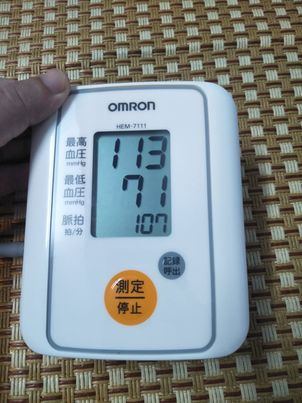 OMRON
HEM-7111
最高
血圧
mmHg
113
最低
血圧
mmHg
71
脈拍
拍/分
107
記録
呼出
測定
停止